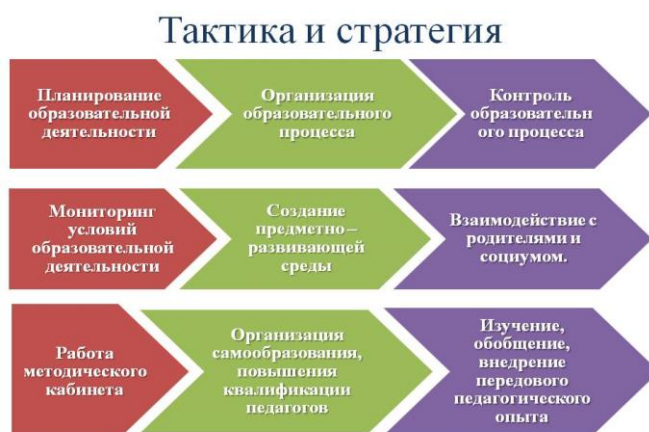 Тактика и стратегия
Планирование
образовательной
деятельности
Организация
образовательного
процесса
Контроль
образовательн
ого процесса
Мониторинг
условий
образовательной
деятельности
Создание
предметно–
развивающей
среды
Взаимодействие с
родителями и
социумом.
Работа
методического
кабинета
Организация
самообразования,
повышения
квалификации
педагогов
Изучение,
обобщение,
внедрение
передового
педагогического
опыта